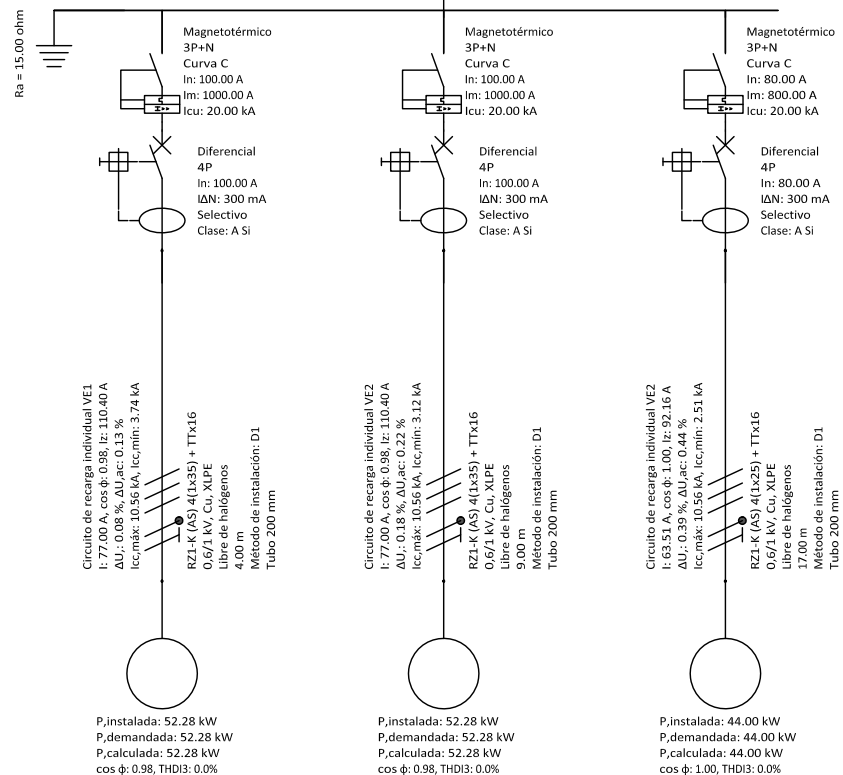 Ra = 15.00 ohm
Magnetotérmico
3P+N
Curva C
In: 100.00 A
Im: 1000.00 A
Icu: 20.00 kA
Diferencial
4P
In: 100.00 A
IΔN: 300 mA
Selectivo
Clase: A Si
Circuito de recarga individual VE1
I: 77.00 A, cos ϕ: 0.98, Iz: 110.40 A
ΔU,: 0.08 %, ΔU,ac: 0.13 %
Icc,máx: 10.56 kA, Icc,mín: 3.74 kA
RZ1-K (AS) 4(1x35) + TTx16
0,6/1 kV, Cu, XLPE
Libre de halógenos
4.00 m
Método de instalación: D1
Tubo 200 mm
P,instalada: 52.28 kW
P,demandada: 52.28 kW
P,calculada: 52.28 kW
cos ϕ: 0.98, THDI3: 0.0%
Magnetotérmico
3P+N
Curva C
In: 100.00 A
Im: 1000.00 A
Icu: 20.00 kA
Diferencial
4P
In: 100.00 A
IΔN: 300 mA
Selectivo
Clase: A Si
Circuito de recarga individual VE2
I: 77.00 A, cos ϕ: 0.98, Iz: 110.40 A
ΔU,: 0.18 %, ΔU,ac: 0.22 %
Icc,máx: 10.56 kA, Icc,mín: 3.12 kA
RZ1-K (AS) 4(1x35) + TTx16
0,6/1 kV, Cu, XLPE
Libre de halógenos
9.00 m
Método de instalación: D1
Tubo 200 mm
P,instalada: 52.28 kW
P,demandada: 52.28 kW
P,calculada: 52.28 kW
cos ϕ: 0.98, THDI3: 0.0%
Magnetotérmico
3P+N
Curva C
In: 80.00 A
Im: 800.00 A
Icu: 20.00 kA
Diferencial
4P
In: 80.00 A
IΔN: 300 mA
Selectivo
Clase: A Si
Circuito de recarga individual VE2
I: 63.51 A, cos ϕ: 1.00, Iz: 92.16 A
ΔU,: 0.39 %, ΔU,ac: 0.44 %
Icc,máx: 10.56 kA, Icc,mín: 2.51 kA
RZ1-K (AS) 4(1x25) + TTx16
0,6/1 kV, Cu, XLPE
Libre de halógenos
17.00 m
Método de instalación: D1
Tubo 200 mm
P,instalada: 44.00 kW
P,demandada: 44.00 kW
P,calculada: 44.00 kW
cos ϕ: 1.00, THDI3: 0.0%